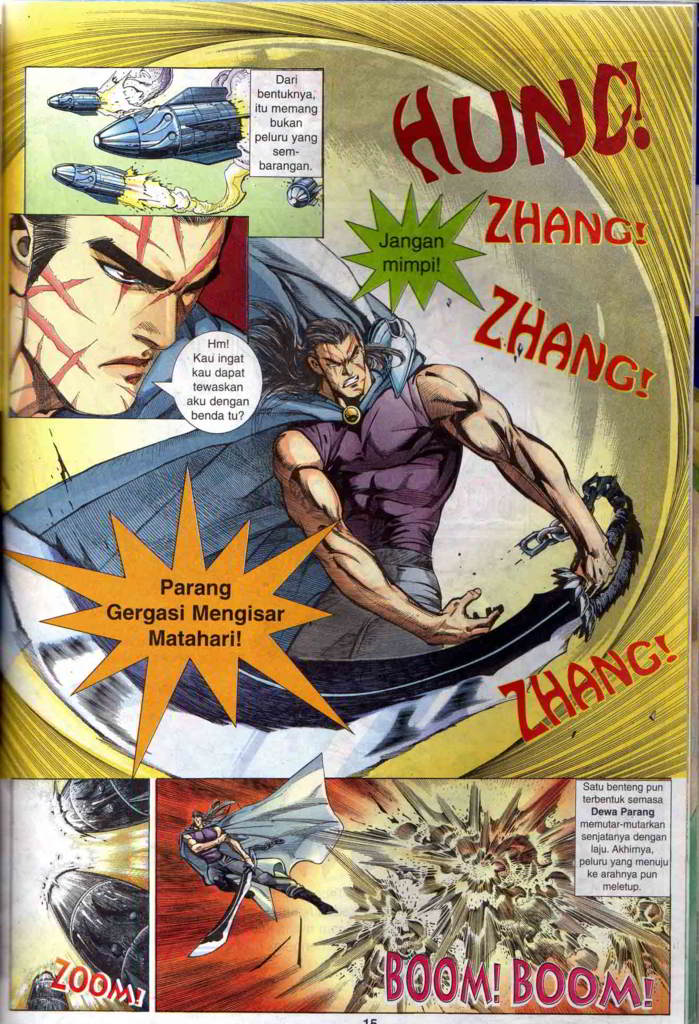 Dari
bentuknya,
itu memang
bukan
peluru yang
sem-
barangan.
HUNG!
ZHANG!
Jangan
mimpi!
ZHANG!
Hm!
Kau ingat
kau dapat
tewaskan
aku dengan
benda tu?
Parang
Gergasi Mengisar
Matahari!
ZHANG!
ZOOM!
Satu benteng pun
terbentuk semasa
Dewa Parang
memutar-mutarkan
senjatanya dengan
laju. Akhirnya,
peluru yang menuju
ke arahnya pun
meletup.
BOOM! BOOM!
15